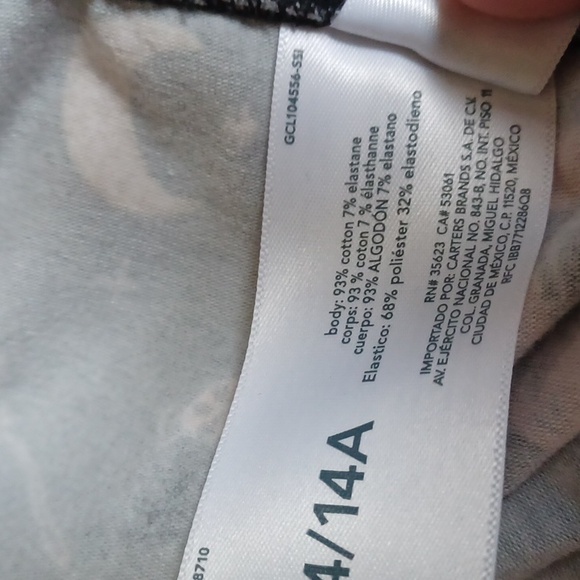 GCL104556-SS1
body: 93% cotton 7% elastane
corps: 93 % coton 7 % élasthanne
cuerpo: 93% ALGODÓN 7% elastano
Elastico: 68% poliéster 32% elastodieno
RN# 35623 CA# 53061
IMPORTADO POR: CARTERS BRANDS S.A. DE C.V.
AV. EJÉRCITO NACIONAL NO. 843-B, NO. INT. PISO 11
COL. GRANADA, MIGUEL HIDALGO
CIUDAD DE MÉXICO, C.P. 11520, MÉXICO
RFC. IBB7712286Q8
4/14A
8710